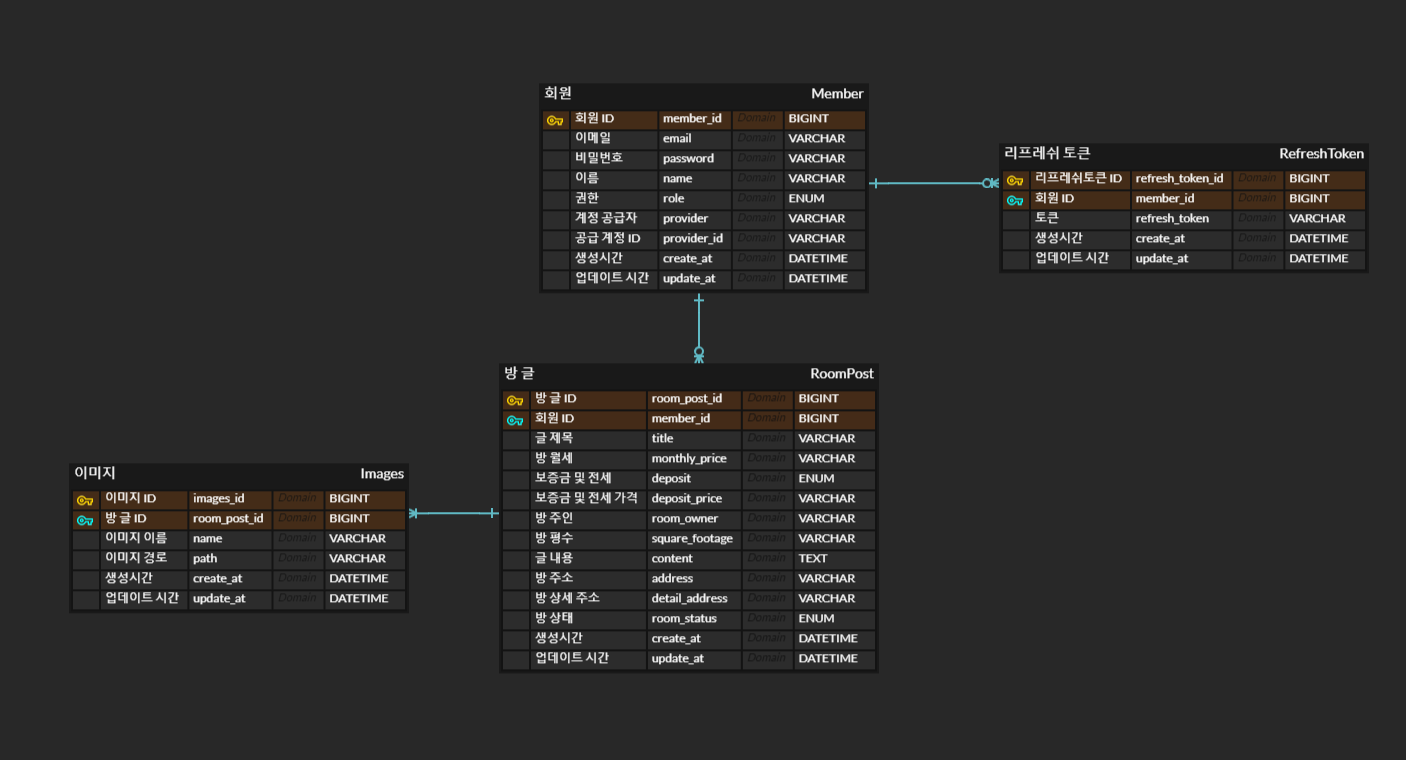 회원 Member
회원 ID member_id Domain BIGINT
이메일 email Domain VARCHAR
비밀번호 password Domain VARCHAR
이름 name Domain VARCHAR
권한 role Domain ENUM
계정 공급자 provider Domain VARCHAR
공급 계정 ID provider_id Domain VARCHAR
생성시간 create_at Domain DATETIME
업데이트 시간 update_at Domain DATETIME
리프레쉬 토큰 RefreshToken
리프레쉬토큰 ID refresh_token_id Domain BIGINT
회원 ID member_id Domain BIGINT
토큰 refresh_token Domain VARCHAR
생성시간 create_at Domain DATETIME
업데이트 시간 update_at Domain DATETIME
방 글 RoomPost
방 글 ID room_post_id Domain BIGINT
회원 ID member_id Domain BIGINT
글 제목 title Domain VARCHAR
방 월세 monthly_price Domain VARCHAR
보증금 및 전세 deposit Domain ENUM
보증금 및 전세 가격 deposit_price Domain VARCHAR
방 주인 room_owner Domain VARCHAR
방 평수 square_footage Domain VARCHAR
글 내용 content Domain TEXT
방 주소 address Domain VARCHAR
방 상세 주소 detail_address Domain VARCHAR
방 상태 room_status Domain ENUM
생성시간 create_at Domain DATETIME
업데이트 시간 update_at Domain DATETIME
이미지 Images
이미지 ID images_id Domain BIGINT
방 글 ID room_post_id Domain BIGINT
이미지 이름 name Domain VARCHAR
이미지 경로 path Domain VARCHAR
생성시간 create_at Domain DATETIME
업데이트 시간 update_at Domain DATETIME